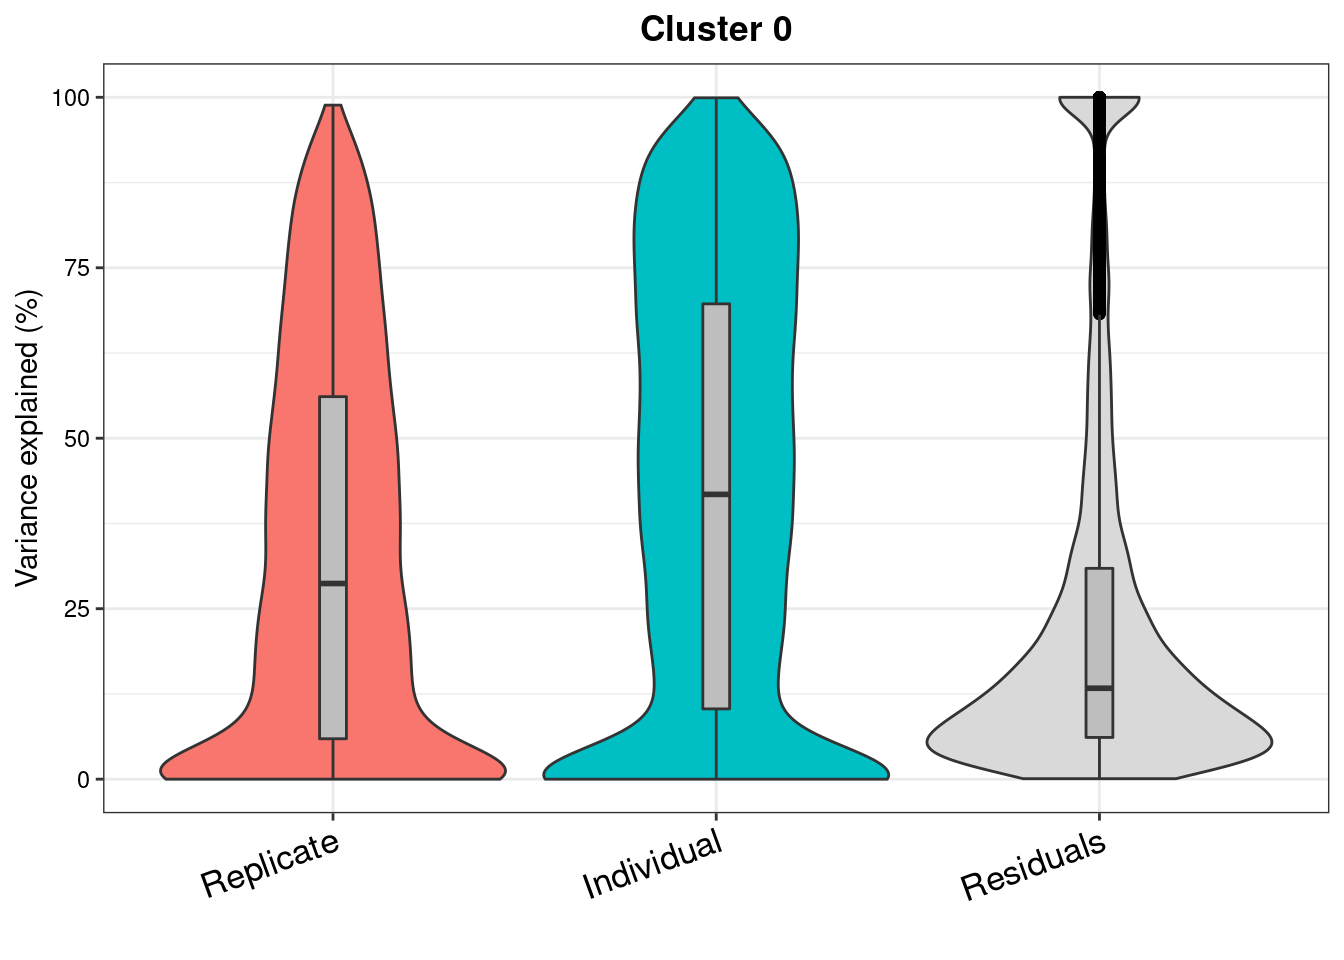 Cluster 0
Variance explained (%)
100
75
50
25
0
Replicate
Individual
Residuals